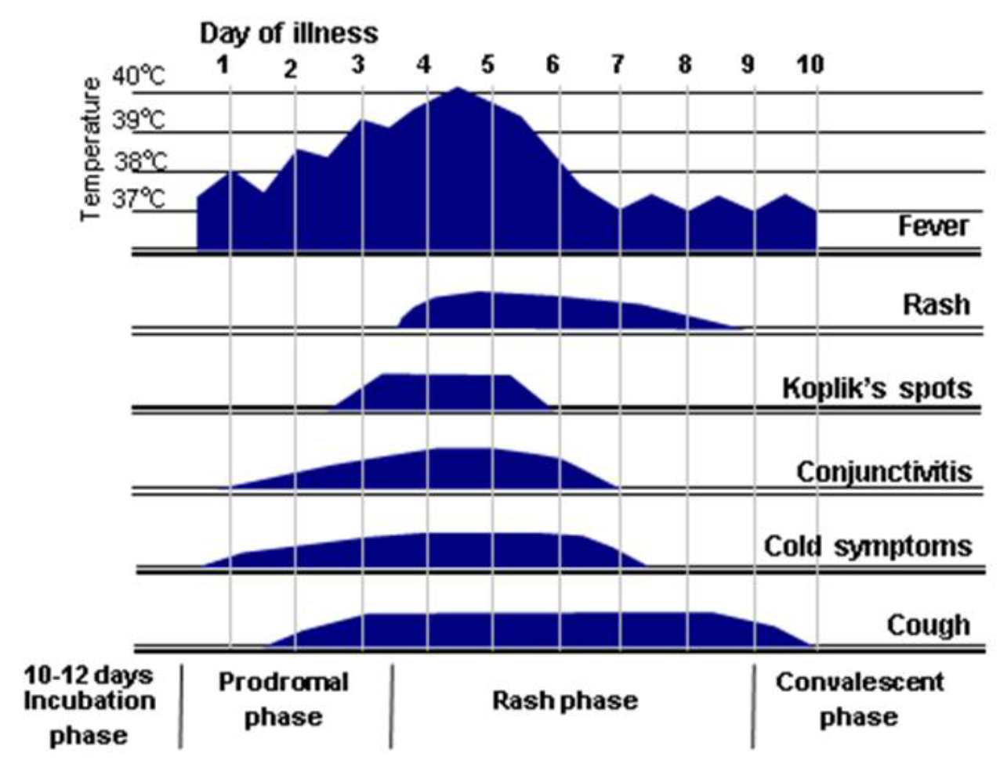 Day of illness
1 2 3 4 5 6 7 8 9 10
Temperature
40°C
39°C
38°C
37°C
Fever
Rash
Koplik's spots
Conjunctivitis
Cold symptoms
Cough
10-12 days
Incubation
phase
Prodromal
phase
Rash phase
Convalescent
phase